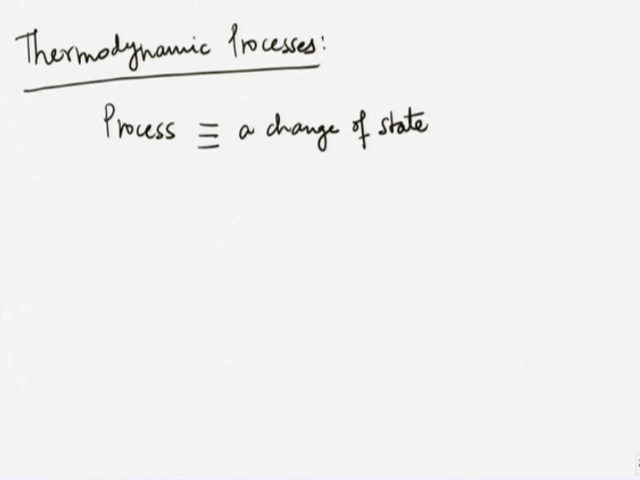 Thermodynamic Processes:
Process ≡ a change of state